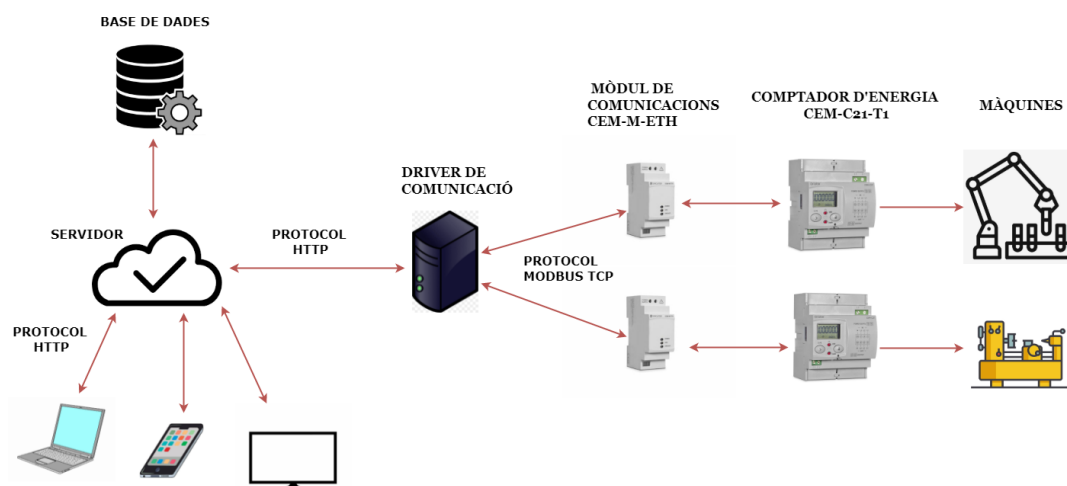 BASE DE DADES
MÒDUL DE
COMUNICACIONS
CEM-M-ETH
COMPTADOR D'ENERGIA
CEM-C21-T1
MÀQUINES
DRIVER DE
COMUNICACIÓ
SERVIDOR
PROTOCOL
HTTP
PROTOCOL
MODBUS TCP
PROTOCOL
HTTP